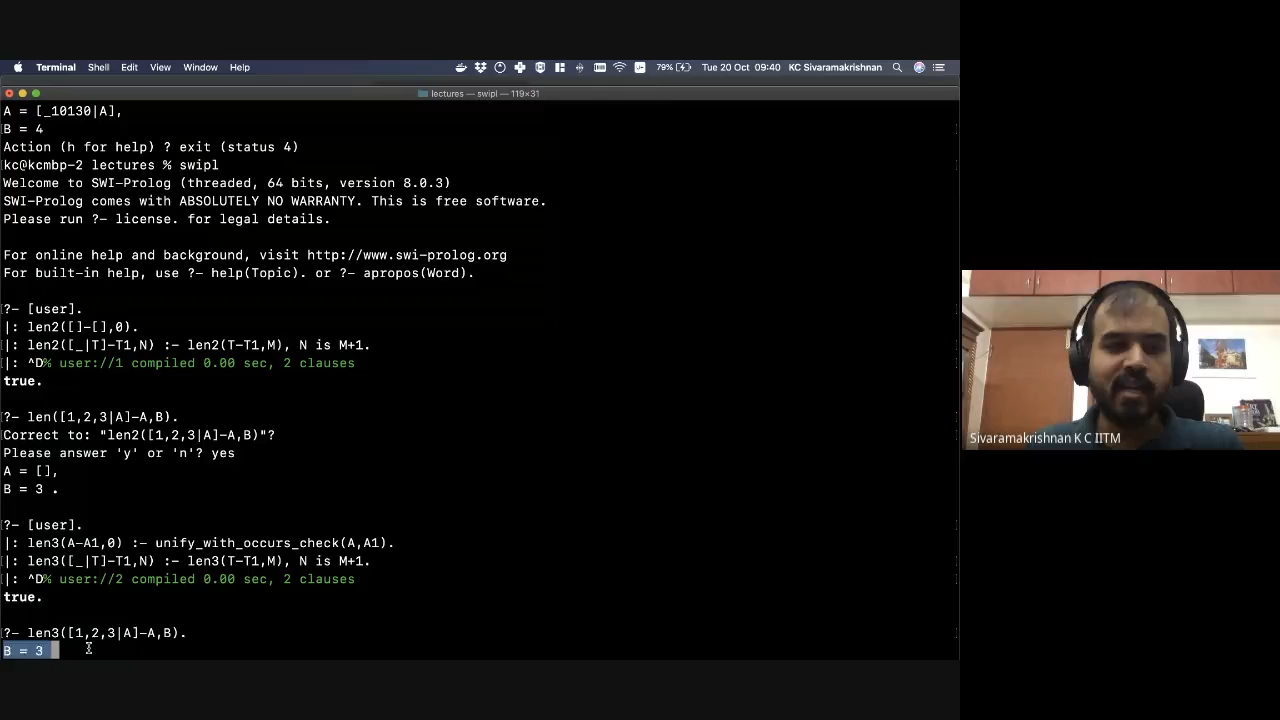 Terminal Shell Edit View Window Help 79% Tue 20 Oct 09:40 KC Sivaramakrishnan
lectures — swipl — 119×31
A = [_10130|A],
B = 4
Action (h for help) ? exit (status 4)
kc@kcmbp-2 lectures % swipl
Welcome to SWI-Prolog (threaded, 64 bits, version 8.0.3)
SWI-Prolog comes with ABSOLUTELY NO WARRANTY. This is free software.
Please run ?- license. for legal details.
For online help and background, visit http://www.swi-prolog.org
For built-in help, use ?- help(Topic). or ?- apropos(Word).
?- [user].
|: len2([]-[],0).
|: len2([_|T]-T1,N) :- len2(T-T1,M), N is M+1.
|: ^D% user://1 compiled 0.00 sec, 2 clauses
true.
?- len([1,2,3|A]-A,B).
Correct to: "len2([1,2,3|A]-A,B)"?
Please answer 'y' or 'n'? yes
A = [],
B = 3 .
?- [user].
|: len3(A-A1,0) :- unify_with_occurs_check(A,A1).
|: len3([_|T]-T1,N) :- len3(T-T1,M), N is M+1.
|: ^D% user://2 compiled 0.00 sec, 2 clauses
true.
?- len3([1,2,3|A]-A,B).
B = 3
Sivaramakrishnan K C IITM